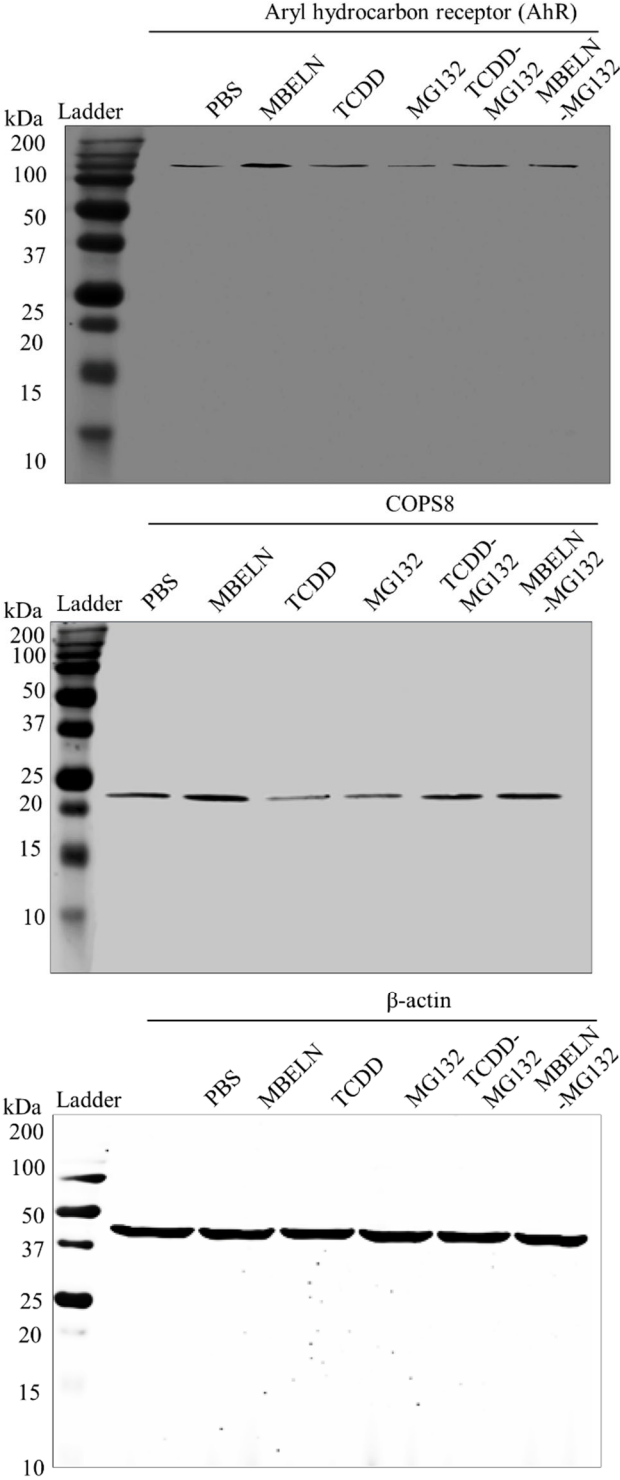 Aryl hydrocarbon receptor (AhR)
PBS
MBELN
TCDD
MG132
TCDD-
MG132
MBELN
-MG132
kDa
Ladder
200
100
50
37
25
20
15
10
COPS8
PBS
MBELN
TCDD
MG132
TCDD-
MG132
MBELN
-MG132
kDa
Ladder
200
100
50
37
25
20
15
10
β-actin
PBS
MBELN
TCDD
MG132
TCDD-
MG132
MBELN
-MG132
kDa
Ladder
200
100
50
37
25
20
15
10